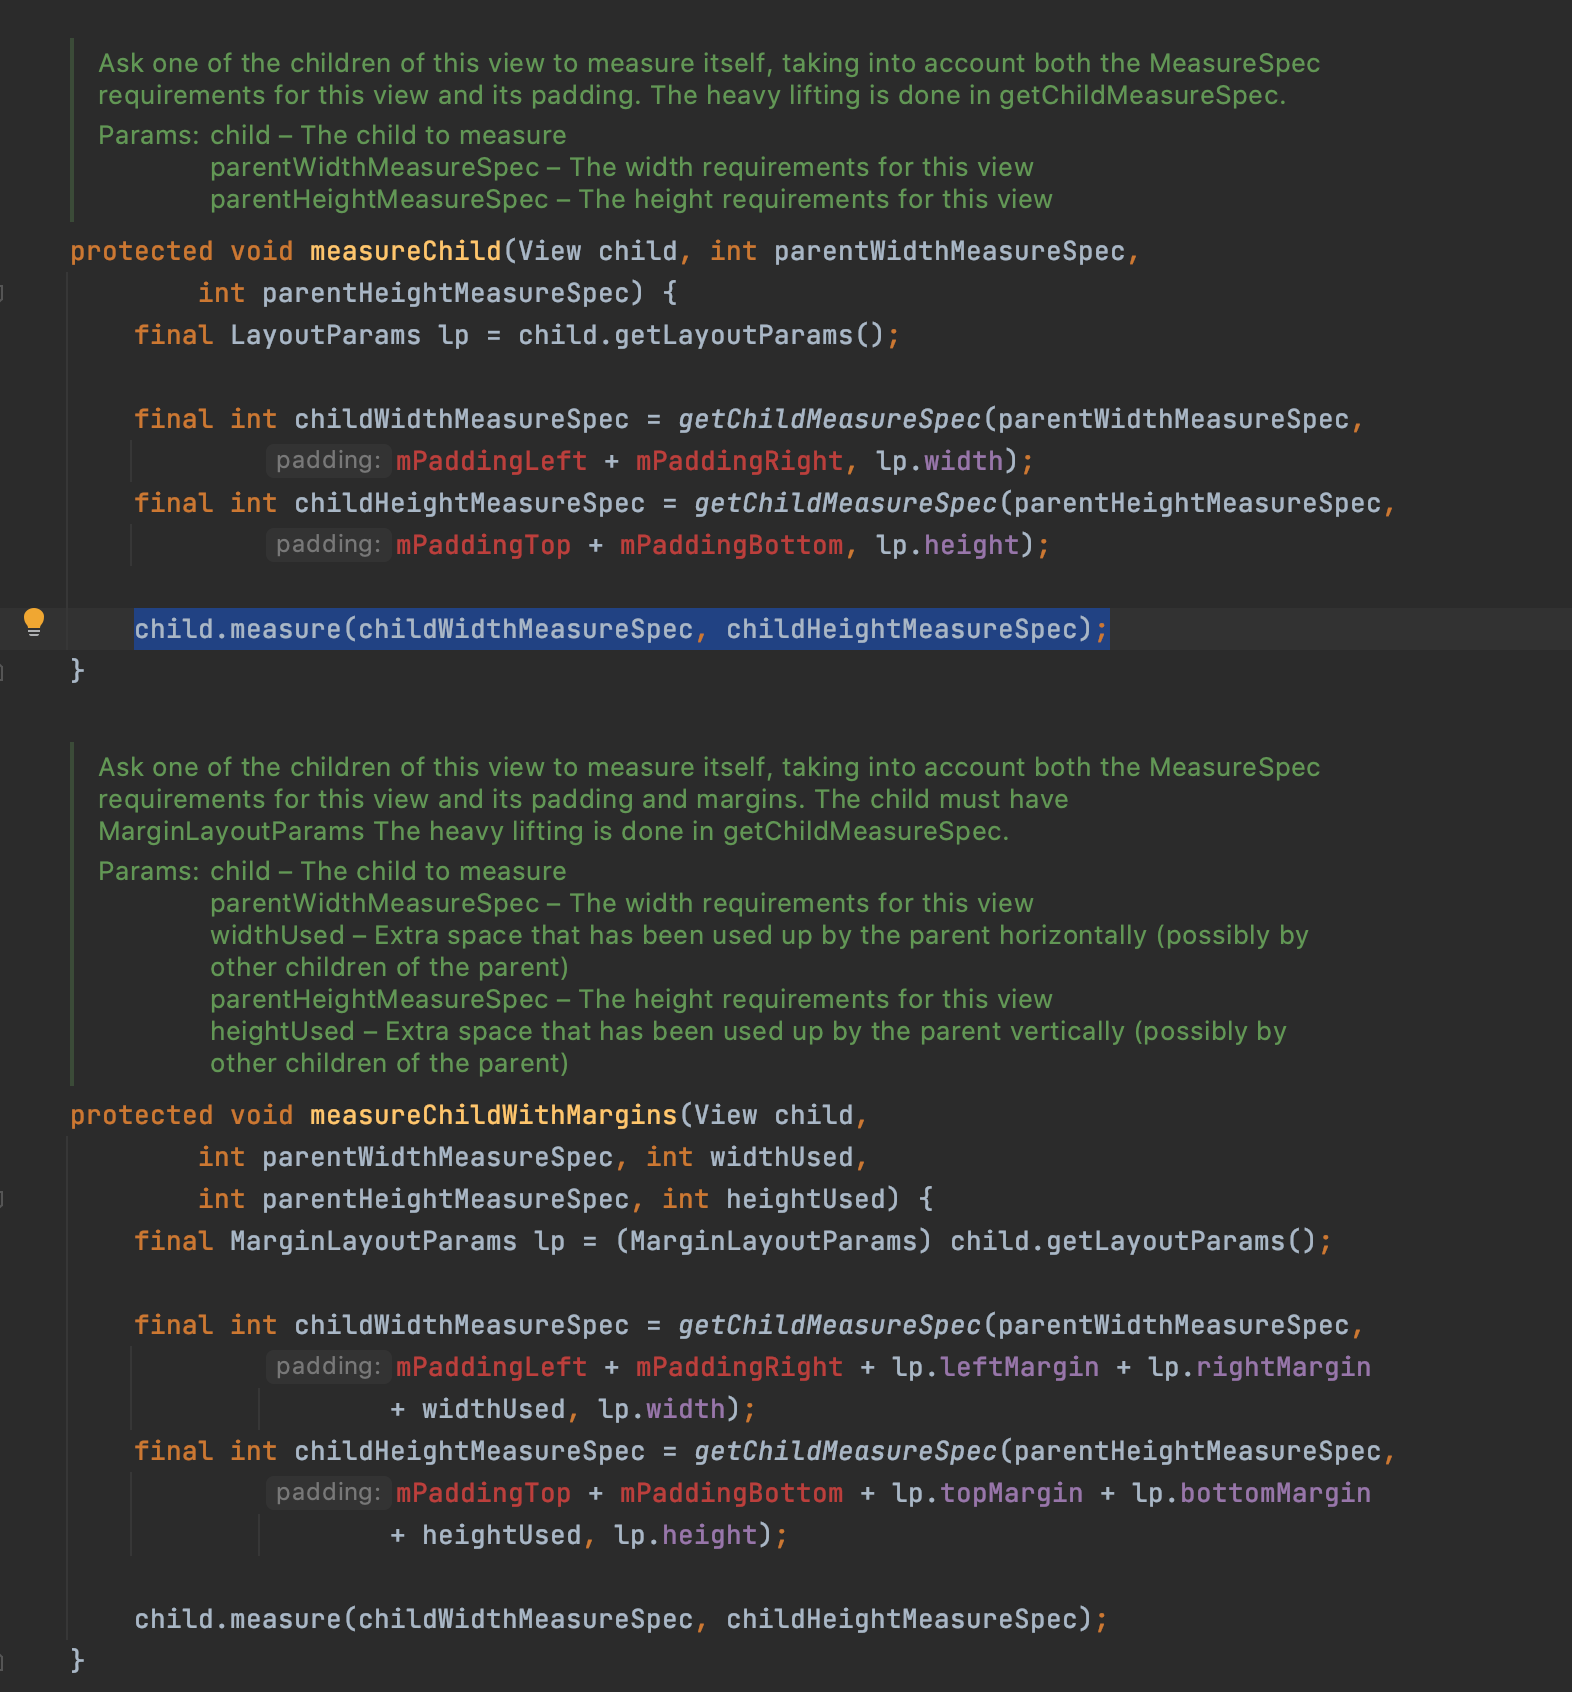 Ask one of the children of this view to measure itself, taking into account both the MeasureSpec
requirements for this view and its padding. The heavy lifting is done in getChildMeasureSpec.
Params: child – The child to measure
parentWidthMeasureSpec – The width requirements for this view
parentHeightMeasureSpec – The height requirements for this view
protected void measureChild(View child, int parentWidthMeasureSpec,
int parentHeightMeasureSpec) {
final LayoutParams lp = child.getLayoutParams();
final int childWidthMeasureSpec = getChildMeasureSpec(parentWidthMeasureSpec,
padding: mPaddingLeft + mPaddingRight, lp.width);
final int childHeightMeasureSpec = getChildMeasureSpec(parentHeightMeasureSpec,
padding: mPaddingTop + mPaddingBottom, lp.height);
child.measure(childWidthMeasureSpec, childHeightMeasureSpec);
}
Ask one of the children of this view to measure itself, taking into account both the MeasureSpec
requirements for this view and its padding and margins. The child must have
MarginLayoutParams The heavy lifting is done in getChildMeasureSpec.
Params: child – The child to measure
parentWidthMeasureSpec – The width requirements for this view
widthUsed – Extra space that has been used up by the parent horizontally (possibly by
other children of the parent)
parentHeightMeasureSpec – The height requirements for this view
heightUsed – Extra space that has been used up by the parent vertically (possibly by
other children of the parent)
protected void measureChildWithMargins(View child,
int parentWidthMeasureSpec, int widthUsed,
int parentHeightMeasureSpec, int heightUsed) {
final MarginLayoutParams lp = (MarginLayoutParams) child.getLayoutParams();
final int childWidthMeasureSpec = getChildMeasureSpec(parentWidthMeasureSpec,
padding: mPaddingLeft + mPaddingRight + lp.leftMargin + lp.rightMargin
+ widthUsed, lp.width);
final int childHeightMeasureSpec = getChildMeasureSpec(parentHeightMeasureSpec,
padding: mPaddingTop + mPaddingBottom + lp.topMargin + lp.bottomMargin
+ heightUsed, lp.height);
child.measure(childWidthMeasureSpec, childHeightMeasureSpec);
}